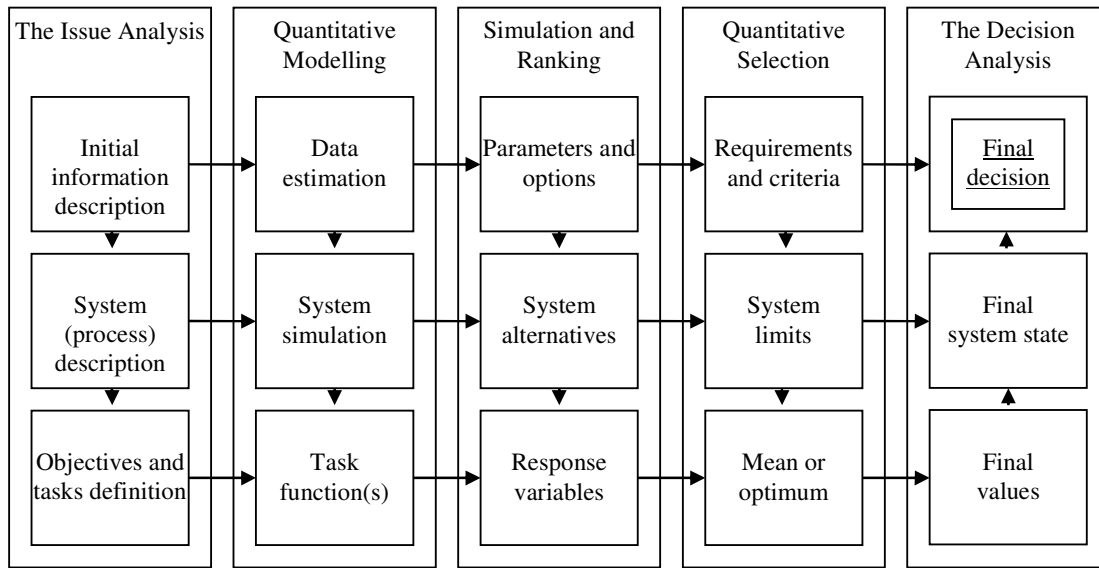 The Issue Analysis
Quantitative
Modelling
Simulation and
Ranking
Quantitative
Selection
The Decision
Analysis
Initial
information
description
Data
estimation
Parameters and
options
Requirements
and criteria
Final
decision
System
(process)
description
System
simulation
System
alternatives
System
limits
Final
system state
Objectives and
tasks definition
Task
function(s)
Response
variables
Mean or
optimum
Final
values